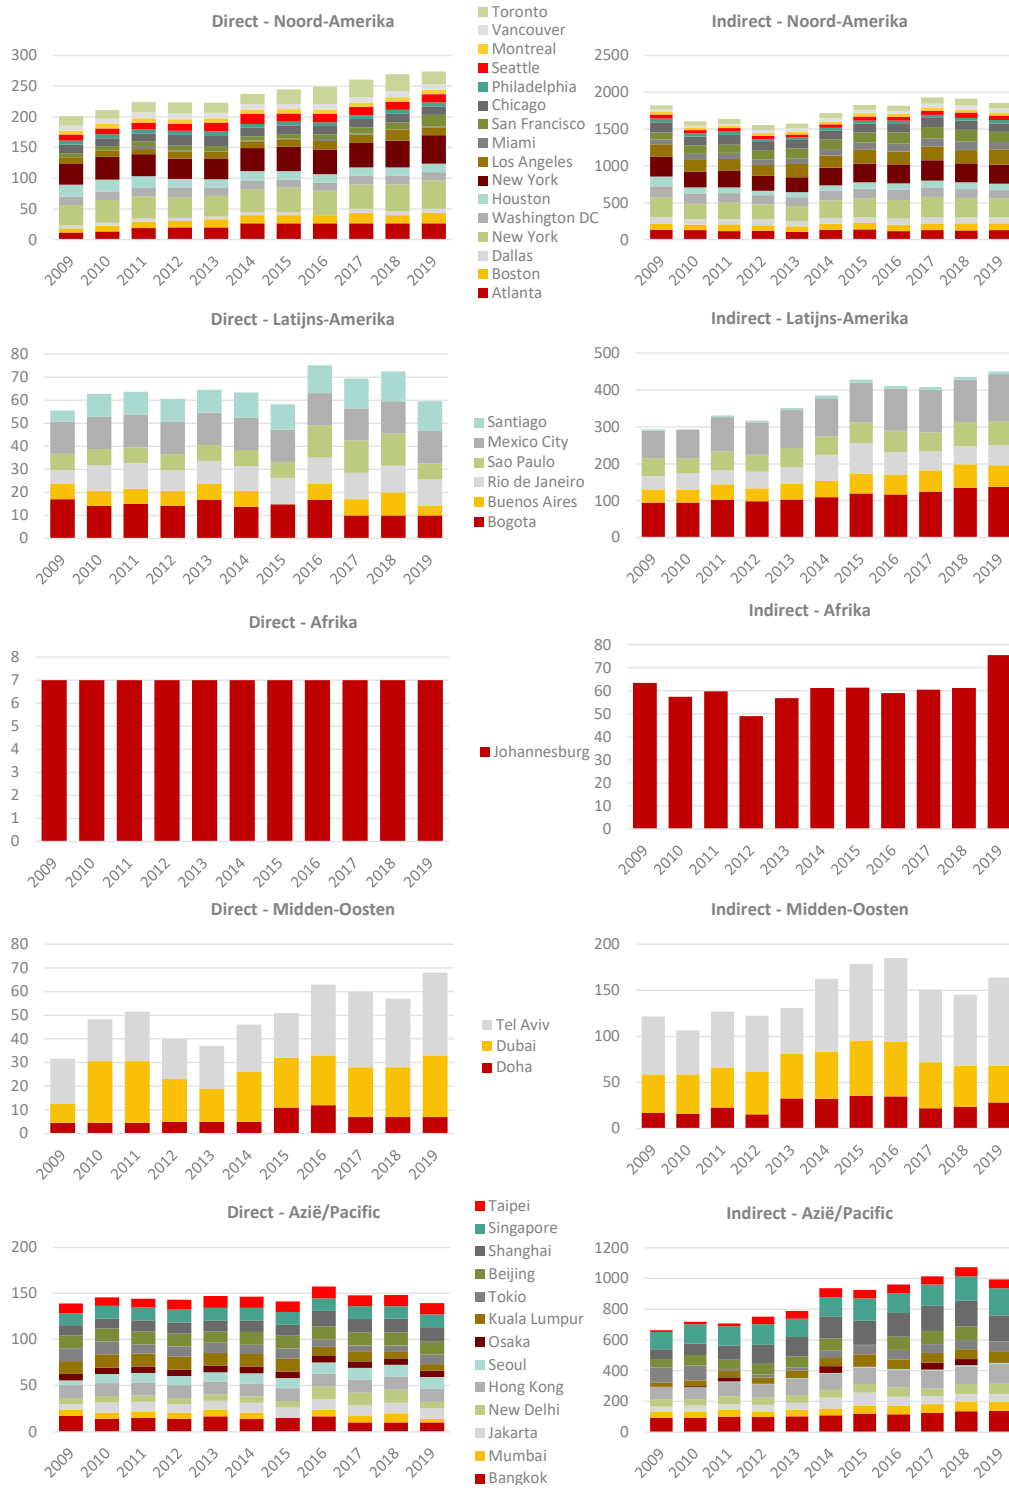 Direct - Noord-Amerika
300
250
200
150
100
50
0
2009 2010 2011 2012 2013 2014 2015 2016 2017 2018 2019
Toronto
Vancouver
Montreal
Seattle
Philadelphia
Chicago
San Francisco
Miami
Los Angeles
New York
Houston
Washington DC
New York
Dallas
Boston
Atlanta
Indirect - Noord-Amerika
2500
2000
1500
1000
500
0
2009 2010 2011 2012 2013 2014 2015 2016 2017 2018 2019
Direct - Latijns-Amerika
80
70
60
50
40
30
20
10
0
2009 2010 2011 2012 2013 2014 2015 2016 2017 2018 2019
Santiago
Mexico City
Sao Paulo
Rio de Janeiro
Buenos Aires
Bogota
Indirect - Latijns-Amerika
500
400
300
200
100
0
2009 2010 2011 2012 2013 2014 2015 2016 2017 2018 2019
Direct - Afrika
8
7
6
5
4
3
2
1
0
2009 2010 2011 2012 2013 2014 2015 2016 2017 2018 2019
Johannesburg
Indirect - Afrika
80
70
60
50
40
30
20
10
0
2009 2010 2011 2012 2013 2014 2015 2016 2017 2018 2019
Direct - Midden-Oosten
80
70
60
50
40
30
20
10
0
2009 2010 2011 2012 2013 2014 2015 2016 2017 2018 2019
Tel Aviv
Dubai
Doha
Indirect - Midden-Oosten
200
150
100
50
0
2009 2010 2011 2012 2013 2014 2015 2016 2017 2018 2019
Direct - Azië/Pacific
200
150
100
50
0
2009 2010 2011 2012 2013 2014 2015 2016 2017 2018 2019
Taipei
Singapore
Shanghai
Beijing
Tokio
Kuala Lumpur
Osaka
Seoul
Hong Kong
New Delhi
Jakarta
Mumbai
Bangkok
Indirect - Azië/Pacific
1200
1000
800
600
400
200
0
2009 2010 2011 2012 2013 2014 2015 2016 2017 2018 2019